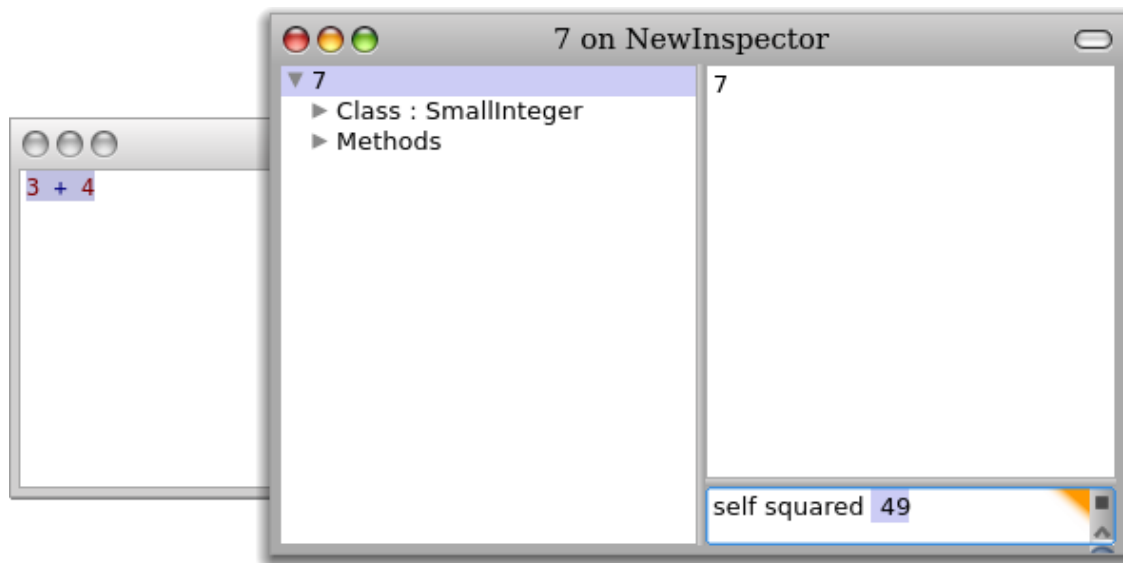 3 + 4
7 on NewInspector
7
Class : SmallInteger
Methods
7
self squared 49